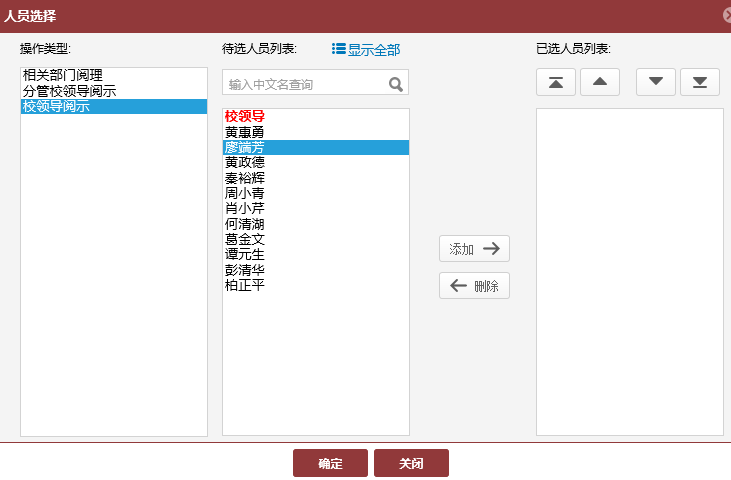 人员选择
操作类型:
相关部门阅理
分管校领导阅示
校领导阅示
待选人员列表:
显示全部
输入中文名查询
校领导
黄惠勇
廖端芳
黄政德
秦裕辉
周小青
肖小芹
何清湖
葛金文
谭元生
彭清华
柏正平
添加
删除
已选人员列表:
确定
关闭